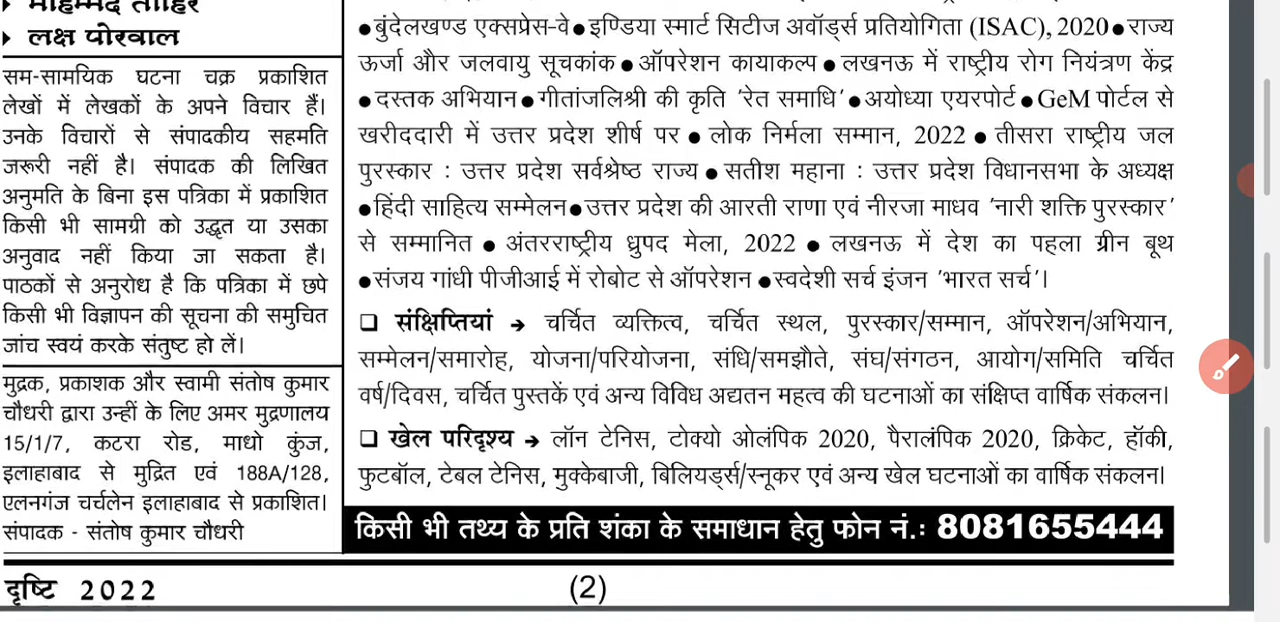 लक्ष पोरवाल
सम-सामयिक घटना चक्र प्रकाशित
लेखों में लेखकों के अपने विचार हैं।
उनके विचारों से संपादकीय सहमति
जरूरी नहीं है। संपादक की लिखित
अनुमति के बिना इस पत्रिका में प्रकाशित
किसी भी सामग्री को उद्धृत या उसका
अनुवाद नहीं किया जा सकता है।
पाठकों से अनुरोध है कि पत्रिका में छपे
किसी भी विज्ञापन की सूचना की समुचित
जांच स्वयं करके संतुष्ट हो लें।
मुद्रक, प्रकाशक और स्वामी संतोष कुमार
चौधरी द्वारा उन्हीं के लिए अमर मुद्रणालय
15/1/7, कटरा रोड, माधो कुंज,
इलाहाबाद से मुद्रित एवं 188A/128,
एलनगंज चर्चलेन इलाहाबाद से प्रकाशित।
संपादक - संतोष कुमार चौधरी
●बुंदेलखण्ड एक्सप्रेस-वे●इण्डिया स्मार्ट सिटीज अवॉर्ड्स प्रतियोगिता (ISAC), 2020●राज्य
ऊर्जा और जलवायु सूचकांक● ऑपरेशन कायाकल्प ●लखनऊ में राष्ट्रीय रोग नियंत्रण केंद्र
●दस्तक अभियान●गीतांजलिश्री की कृति 'रेत समाधि'●अयोध्या एयरपोर्ट●GeM पोर्टल से
खरीददारी में उत्तर प्रदेश शीर्ष पर ● लोक निर्मला सम्मान, 2022 ● तीसरा राष्ट्रीय जल
पुरस्कार : उत्तर प्रदेश सर्वश्रेष्ठ राज्य● सतीश महाना : उत्तर प्रदेश विधानसभा के अध्यक्ष
●हिंदी साहित्य सम्मेलन●उत्तर प्रदेश की आरती राणा एवं नीरजा माधव 'नारी शक्ति पुरस्कार'
से सम्मानित ● अंतरराष्ट्रीय ध्रुपद मेला, 2022 ● लखनऊ में देश का पहला ग्रीन बूथ
●संजय गांधी पीजीआई में रोबोट से ऑपरेशन ●स्वदेशी सर्च इंजन 'भारत सर्च'।
❑ संक्षिप्तियां → चर्चित व्यक्तित्व, चर्चित स्थल, पुरस्कार/सम्मान, ऑपरेशन/अभियान,
सम्मेलन/समारोह, योजना/परियोजना, संधि/समझौते, संघ/संगठन, आयोग/समिति चर्चित
वर्ष/दिवस, चर्चित पुस्तकें एवं अन्य विविध अद्यतन महत्व की घटनाओं का संक्षिप्त वार्षिक संकलन।
❑ खेल परिदृश्य → लॉन टेनिस, टोक्यो ओलंपिक 2020, पैरालंपिक 2020, क्रिकेट, हॉकी,
फुटबॉल, टेबल टेनिस, मुक्केबाजी, बिलियर्ड्स/स्नूकर एवं अन्य खेल घटनाओं का वार्षिक संकलन।
किसी भी तथ्य के प्रति शंका के समाधान हेतु फोन नं.: 8081655444
दृष्टि 2022
(2)